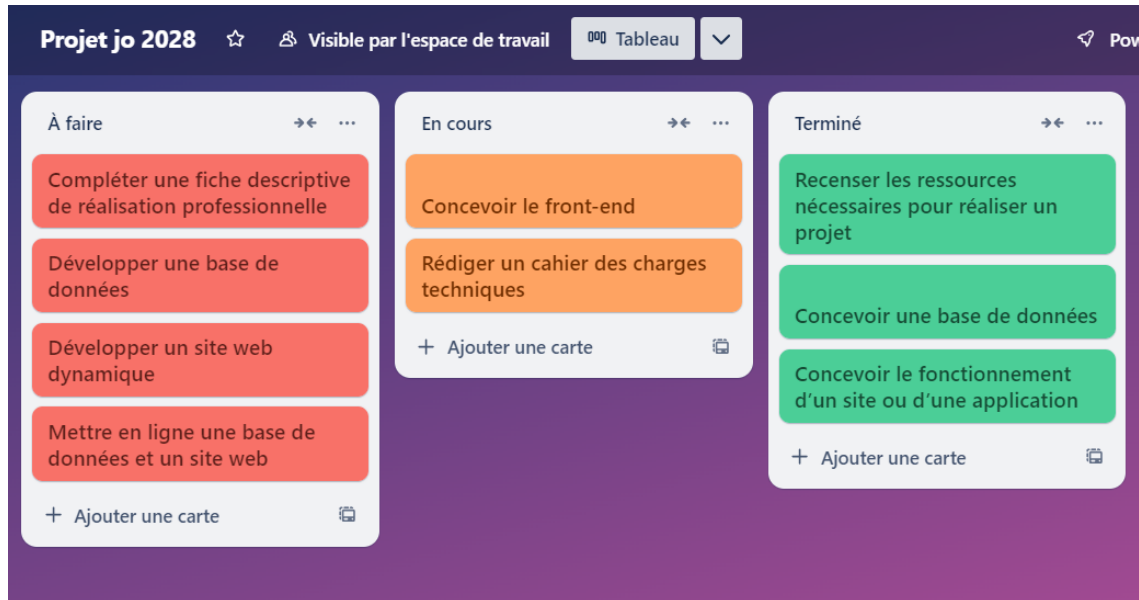 Projet jo 2028 Visible par l'espace de travail Tableau
À faire
Compléter une fiche descriptive
de réalisation professionnelle
Développer une base de
données
Développer un site web
dynamique
Mettre en ligne une base de
données et un site web
Ajouter une carte
En cours
Concevoir le front-end
Rédiger un cahier des charges
techniques
Ajouter une carte
Terminé
Recenser les ressources
nécessaires pour réaliser un
projet
Concevoir une base de données
Concevoir le fonctionnement
d’un site ou d’une application
Ajouter une carte